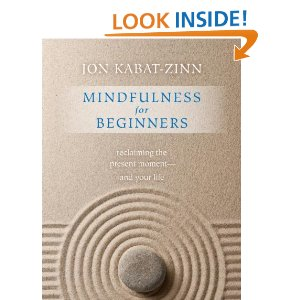 LOOK INSIDE!
JON KABAT-ZINN
MINDFULNESS
for
BEGINNERS
reclaiming the
present moment—
and your life